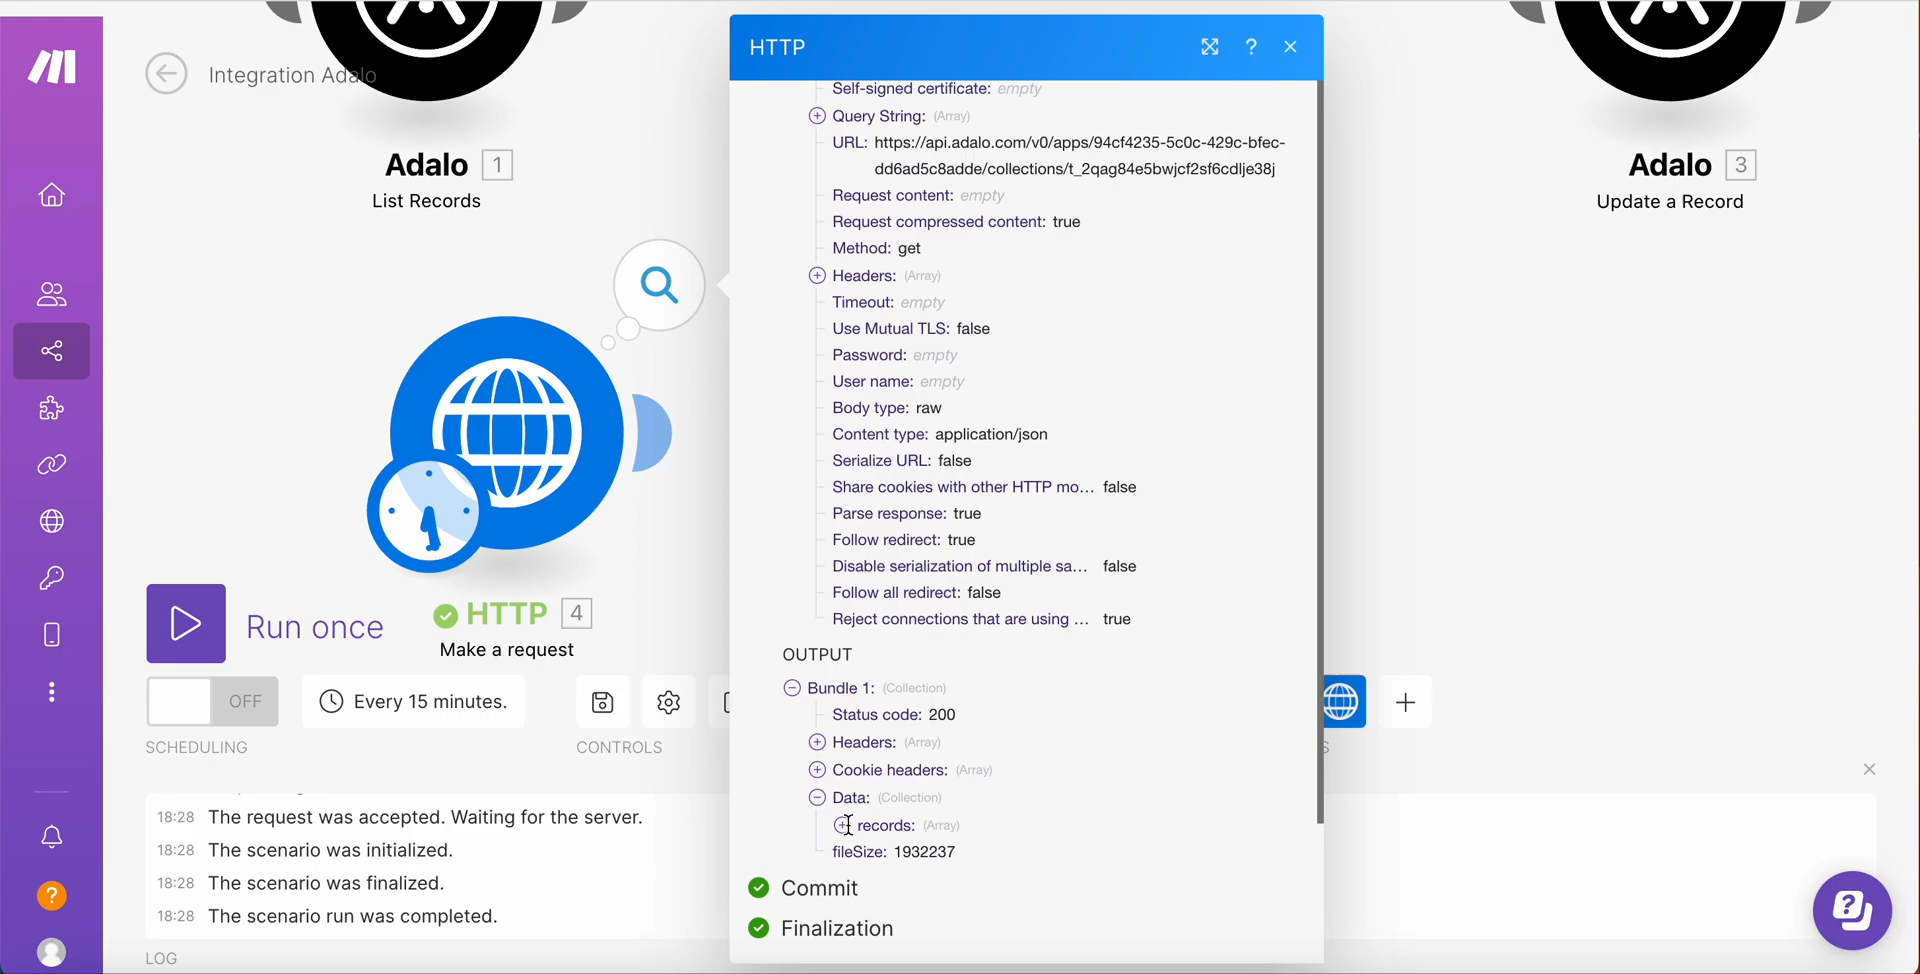 Integration Adalo
Adalo 1
List Records
Run once
HTTP 4
Make a request
OFF
Every 15 minutes.
SCHEDULING
CONTROLS
18:28 The request was accepted. Waiting for the server.
18:28 The scenario was initialized.
18:28 The scenario was finalized.
18:28 The scenario run was completed.
LOG
HTTP
?
Self-signed certificate: empty
Query String: (Array)
URL: https://api.adalo.com/v0/apps/94cf4235-5c0c-429c-bfec-
dd6ad5c8adde/collections/t_2qag84e5bwjcf2sf6cdlje38j
Request content: empty
Request compressed content: true
Method: get
Headers: (Array)
Timeout: empty
Use Mutual TLS: false
Password: empty
User name: empty
Body type: raw
Content type: application/json
Serialize URL: false
Share cookies with other HTTP mo... false
Parse response: true
Follow redirect: true
Disable serialization of multiple sa... false
Follow all redirect: false
Reject connections that are using ... true
OUTPUT
Bundle 1: (Collection)
Status code: 200
Headers: (Array)
Cookie headers: (Array)
Data: (Collection)
records: (Array)
fileSize: 1932237
Commit
Finalization
Adalo 3
Update a Record
S